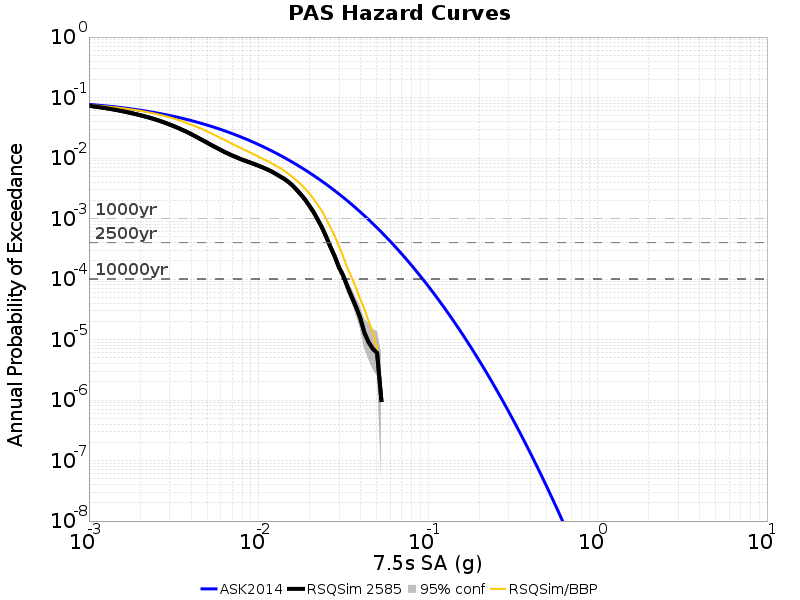 PAS Hazard Curves
Annual Probability of Exceedance
10^0
10^-1
10^-2
10^-3
10^-4
10^-5
10^-6
10^-7
10^-8
1000yr
2500yr
10000yr
10^-3 10^-2 10^-1 10^0 10^1
7.5s SA (g)
ASK2014 RSQSim 2585 95% conf RSQSim/BBP